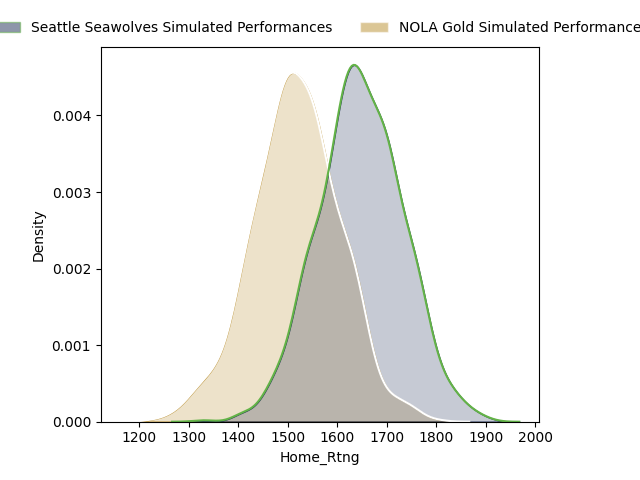 Seattle Seawolves Simulated Performances NOLA Gold Simulated Performance
0.004
0.003
0.002
0.001
0.000
Density
1200 1300 1400 1500 1600 1700 1800 1900 2000
Home_Rtng